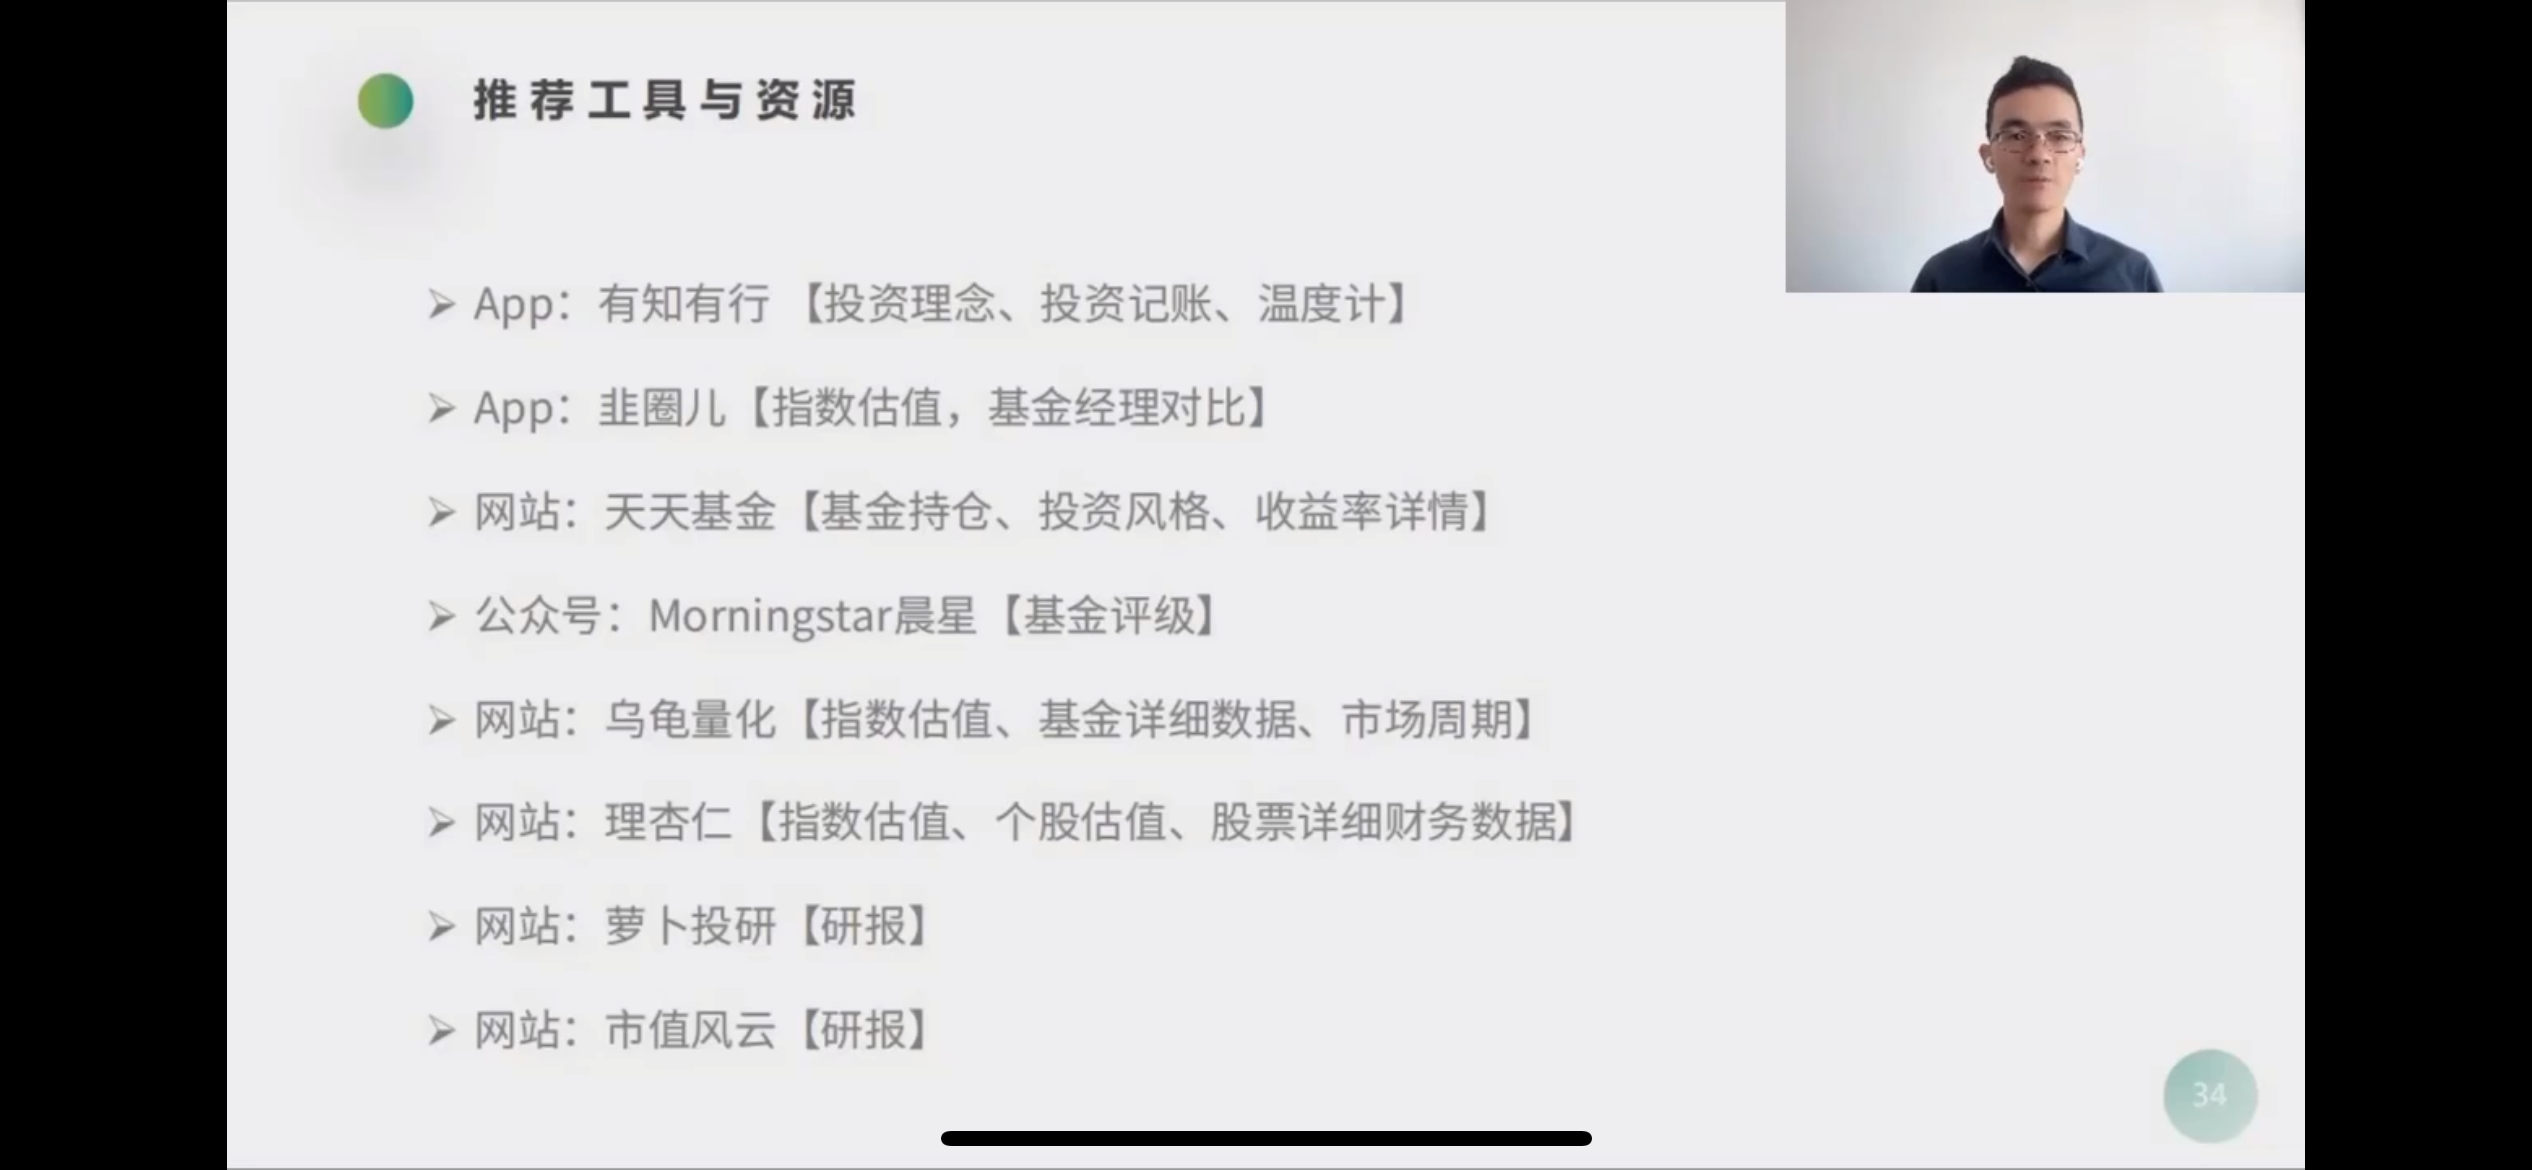 推荐工具与资源
➢ App：有知有行 【投资理念、投资记账、温度计】
➢ App：韭圈儿【指数估值，基金经理对比】
➢ 网站：天天基金【基金持仓、投资风格、收益率详情】
➢ 公众号：Morningstar晨星【基金评级】
➢ 网站：乌龟量化【指数估值、基金详细数据、市场周期】
➢ 网站：理杏仁【指数估值、个股估值、股票详细财务数据】
➢ 网站：萝卜投研【研报】
➢ 网站：市值风云【研报】
34